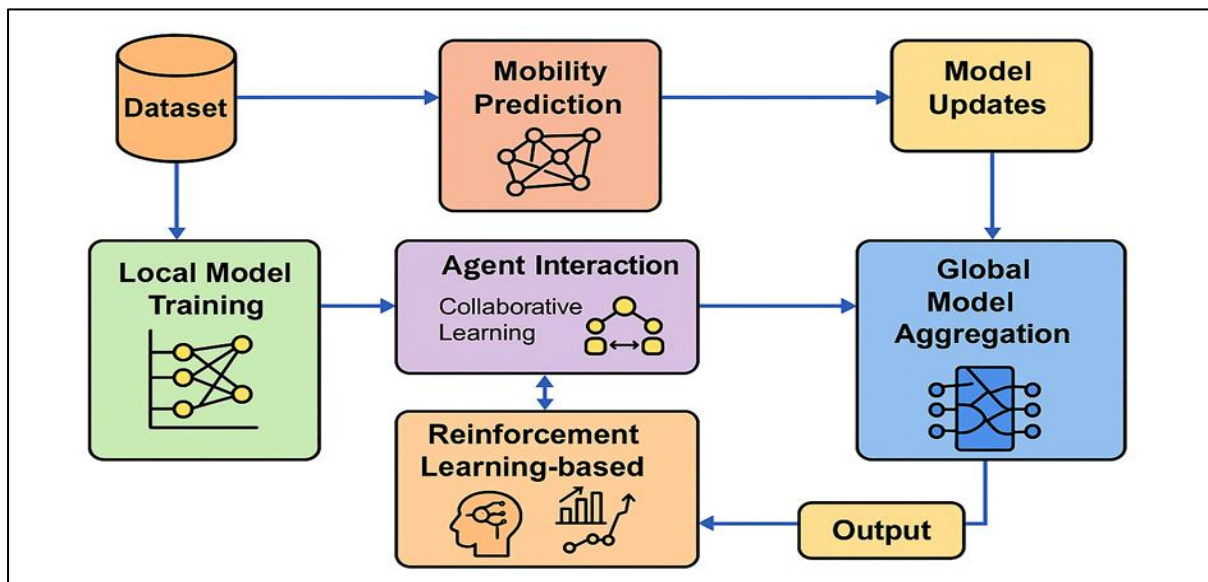 Dataset
Mobility
Prediction
Model
Updates
Local Model
Training
Agent Interaction
Collaborative
Learning
Global
Model
Aggregation
Reinforcement
Learning-based
Output